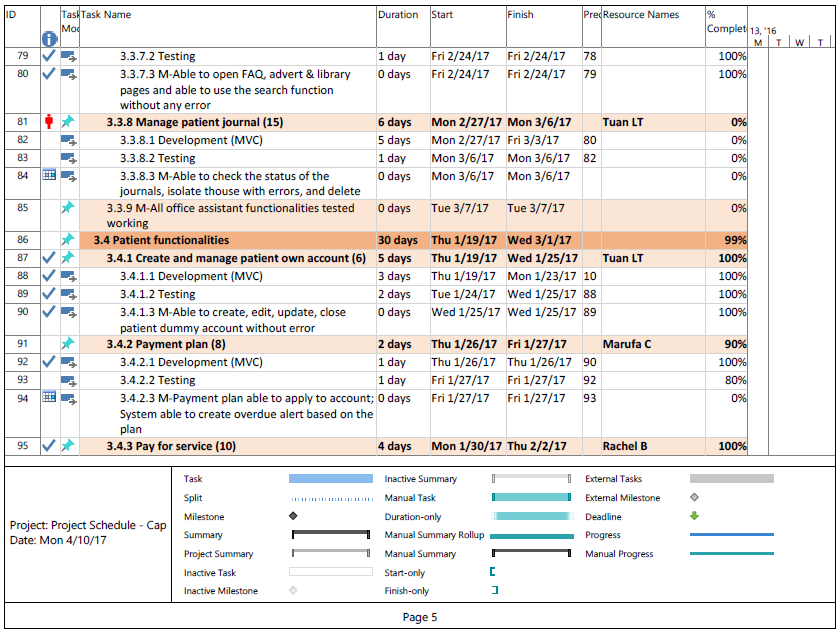 ID Task Mode Task Name Duration Start Finish Pred Resource Names % Complete 13, '16
M T W T
79 3.3.7.2 Testing 1 day Fri 2/24/17 Fri 2/24/17 78 100%
80 3.3.7.3 M-Able to open FAQ, advert & library 0 days Fri 2/24/17 Fri 2/24/17 79 100%
pages and able to use the search function
without any error
81 3.3.8 Manage patient journal (15) 6 days Mon 2/27/17 Mon 3/6/17 Tuan LT 0%
82 3.3.8.1 Development (MVC) 5 days Mon 2/27/17 Fri 3/3/17 80 0%
83 3.3.8.2 Testing 1 day Mon 3/6/17 Mon 3/6/17 82 0%
84 3.3.8.3 M-Able to check the status of the 0 days Mon 3/6/17 Mon 3/6/17 0%
journals, isolate thouse with errors, and delete
85 3.3.9 M-All office assistant functionalities tested 0 days Tue 3/7/17 Tue 3/7/17 0%
working
86 3.4 Patient functionalities 30 days Thu 1/19/17 Wed 3/1/17 99%
87 3.4.1 Create and manage patient own account (6) 5 days Thu 1/19/17 Wed 1/25/17 Tuan LT 100%
88 3.4.1.1 Development (MVC) 3 days Thu 1/19/17 Mon 1/23/17 10 100%
89 3.4.1.2 Testing 2 days Tue 1/24/17 Wed 1/25/17 88 100%
90 3.4.1.3 M-Able to create, edit, update, close 0 days Wed 1/25/17 Wed 1/25/17 89 100%
patient dummy account without error
91 3.4.2 Payment plan (8) 2 days Thu 1/26/17 Fri 1/27/17 Marufa C 90%
92 3.4.2.1 Development (MVC) 1 day Thu 1/26/17 Thu 1/26/17 90 100%
93 3.4.2.2 Testing 1 day Fri 1/27/17 Fri 1/27/17 92 80%
94 3.4.2.3 M-Payment plan able to apply to account; 0 days Fri 1/27/17 Fri 1/27/17 93 0%
System able to create overdue alert based on the
plan
95 3.4.3 Pay for service (10) 4 days Mon 1/30/17 Thu 2/2/17 Rachel B 100%
Project: Project Schedule - Cap
Date: Mon 4/10/17
Task
Split
Milestone
Summary
Project Summary
Inactive Task
Inactive Milestone
Inactive Summary
Manual Task
Duration-only
Manual Summary Rollup
Manual Summary
Start-only
Finish-only
External Tasks
External Milestone
Deadline
Progress
Manual Progress
Page 5